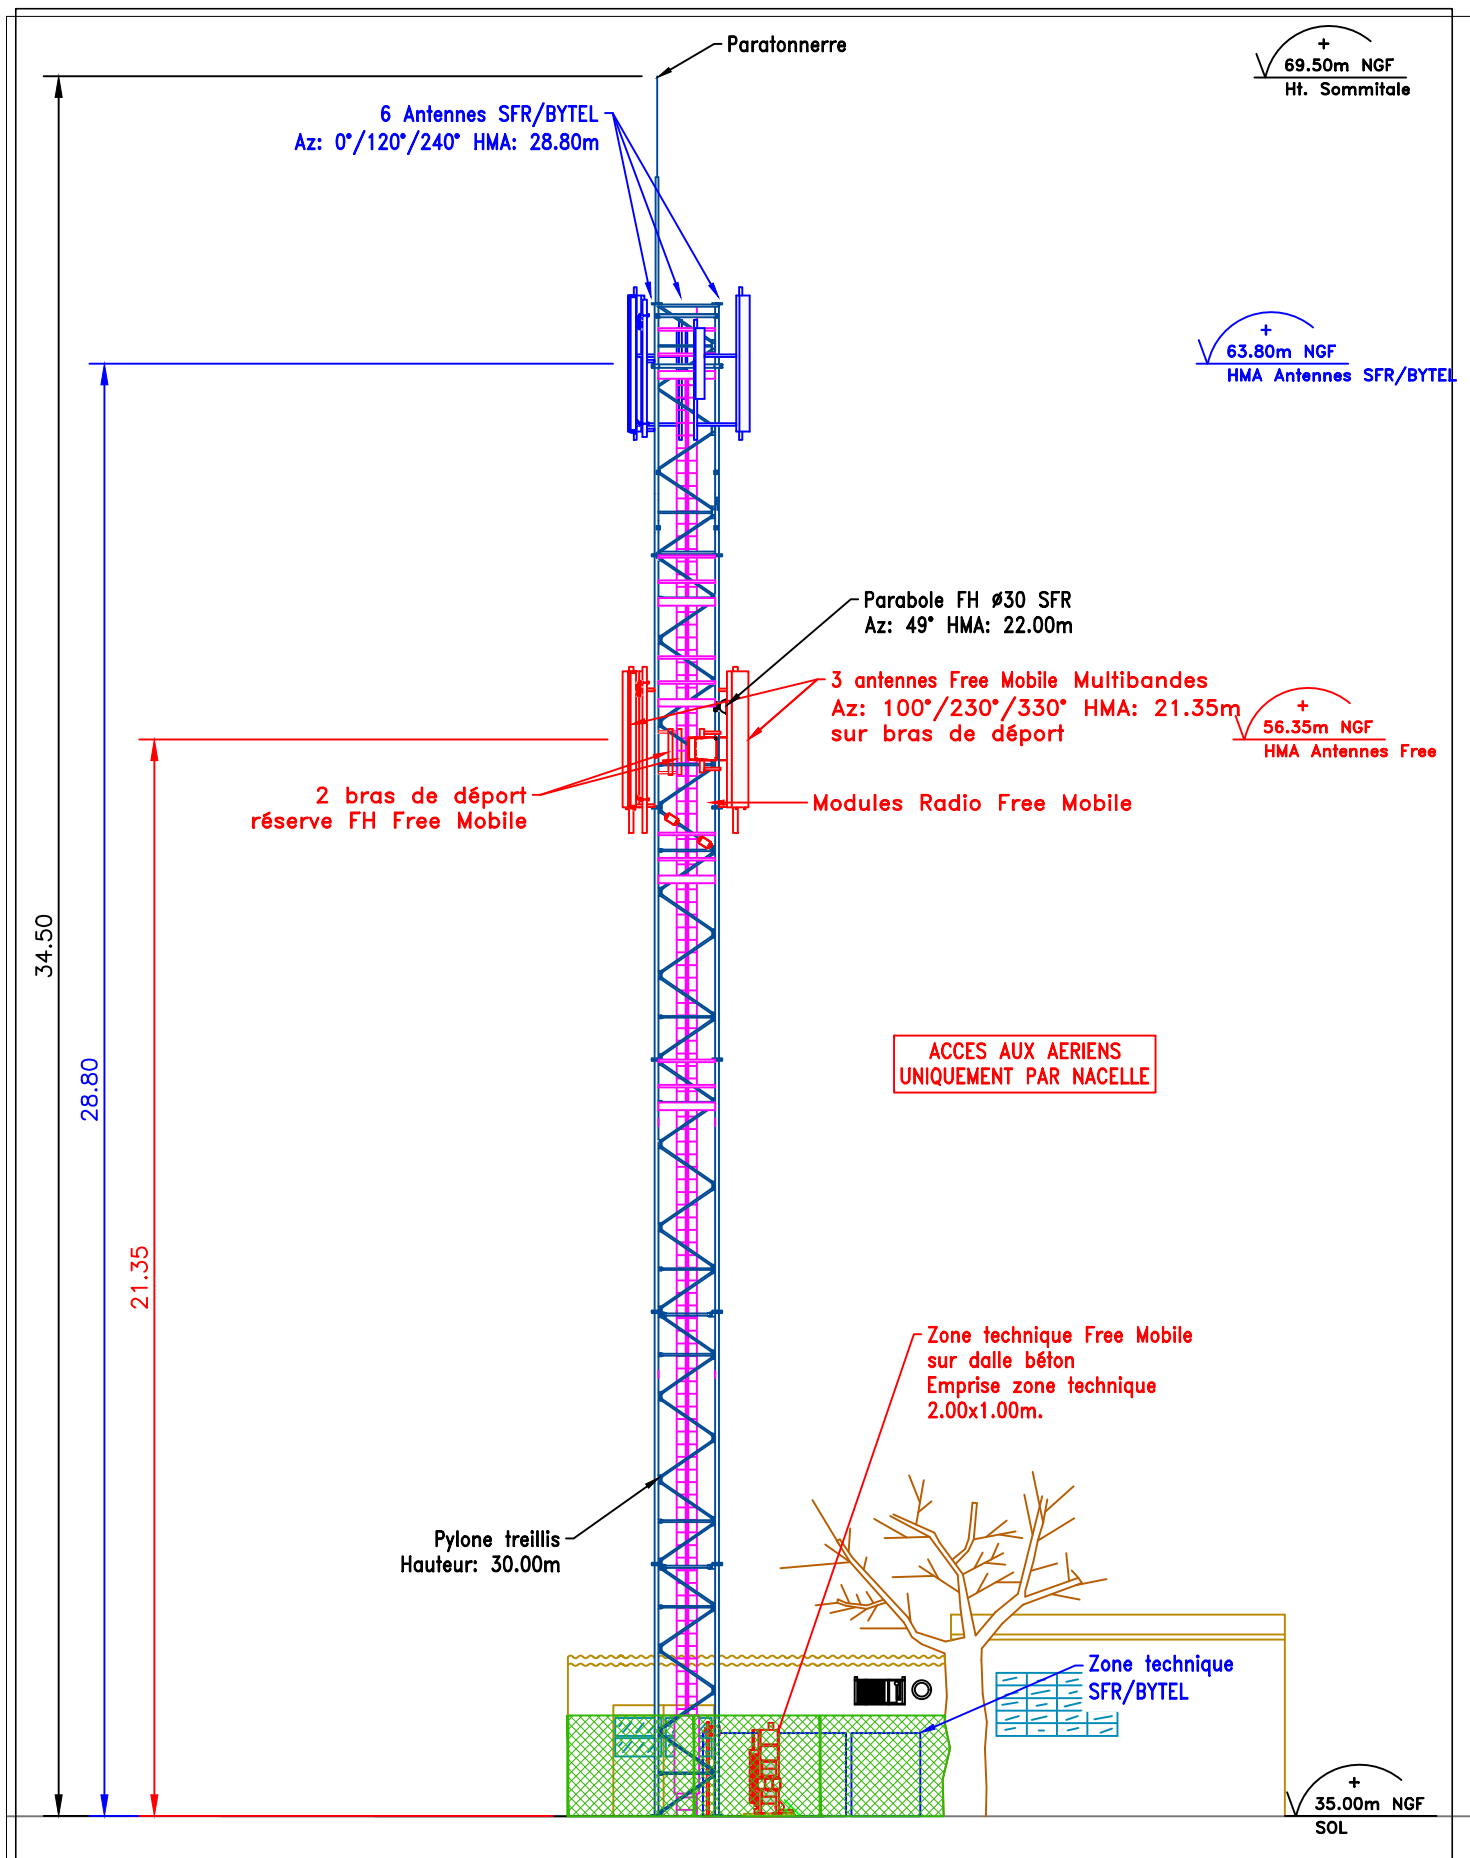 Paratonnerre
69.50m NGF
Ht. Sommitale
6 Antennes SFR/BYTEL
Az: 0°/120°/240° HMA: 28.80m
63.80m NGF
HMA Antennes SFR/BYTEL
Parabole FH ø30 SFR
Az: 49° HMA: 22.00m
3 antennes Free Mobile Multibandes
Az: 100°/230°/330° HMA: 21.35m
sur bras de déport
56.35m NGF
HMA Antennes Free
2 bras de déport
réserve FH Free Mobile
Modules Radio Free Mobile
34.50
28.80
21.35
ACCES AUX AERIENS
UNIQUEMENT PAR NACELLE
Zone technique Free Mobile
sur dalle béton
Emprise zone technique
2.00x1.00m.
Pylone treillis
Hauteur: 30.00m
Zone technique
SFR/BYTEL
35.00m NGF
SOL